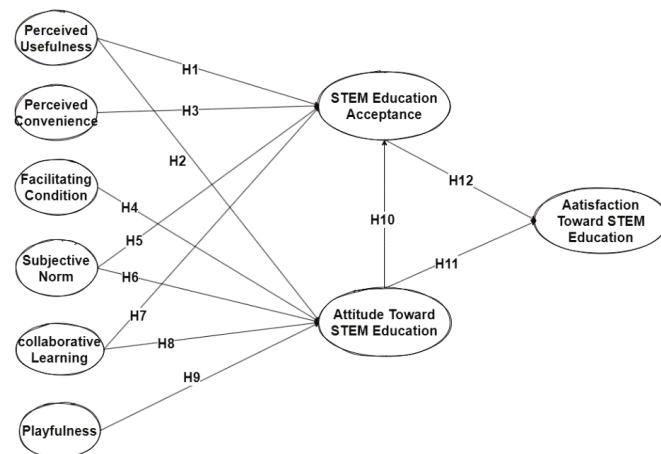 Perceived
Usefulness
H1
STEM Education
Acceptance
Perceived
Convenience
H3
H2
Facilitating
Condition
H4
H12
Aatisfaction
Toward STEM
Education
H5
H10
Subjective
Norm
H6
H11
H7
Attitude Toward
STEM Education
collaborative
Learning
H8
H9
Playfulness